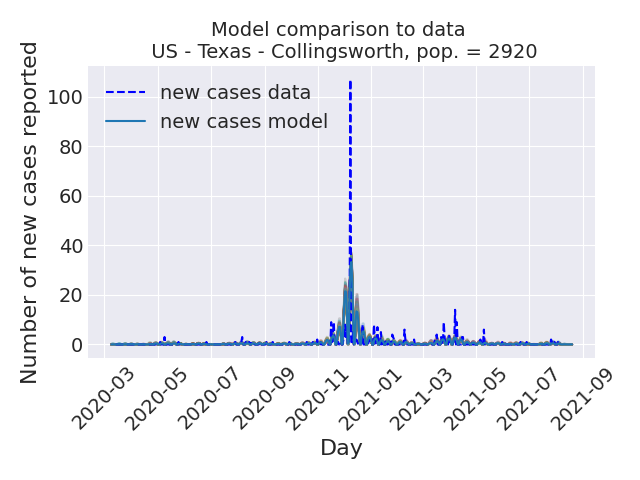 Model comparison to data
US - Texas - Collingsworth, pop. = 2920
Number of new cases reported
100
80
60
40
20
0
new cases data
new cases model
2020-03
2020-05
2020-07
2020-09
2020-11
2021-01
2021-03
2021-05
2021-07
2021-09
Day